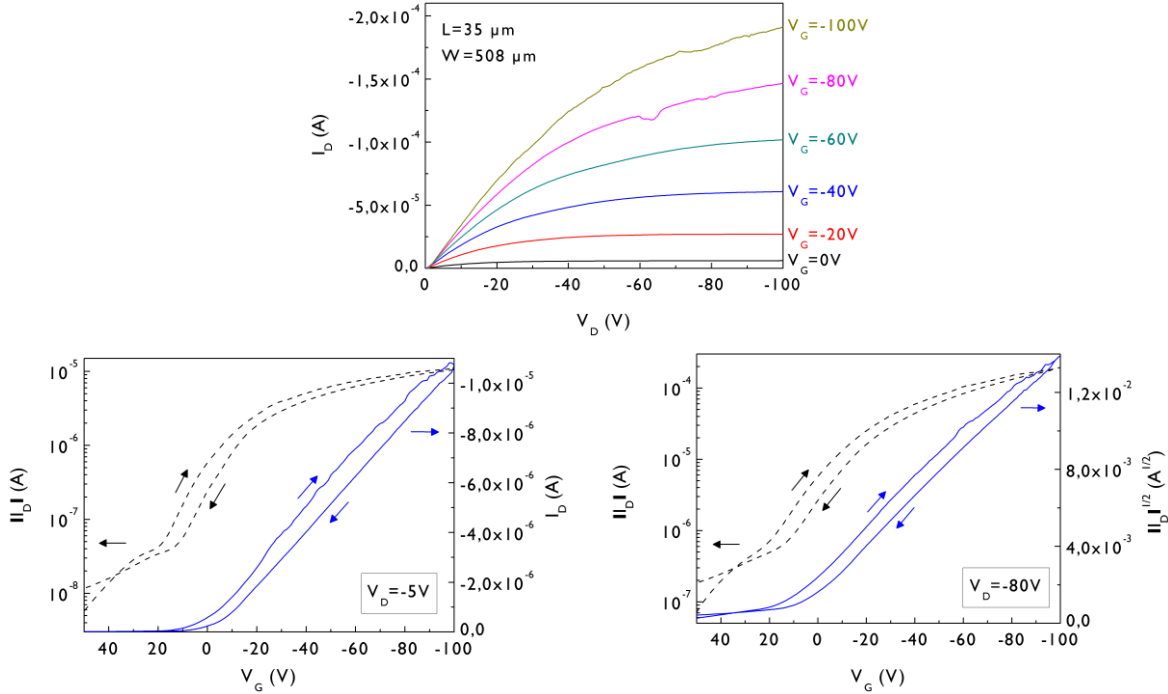 -2,0x10⁻⁴
-1,5x10⁻⁴
-1,0x10⁻⁴
-5,0x10⁻⁵
0,0
I_D (A)
L=35 µm
W=508 µm
V_G=-100V
V_G=-80V
V_G=-60V
V_G=-40V
V_G=-20V
V_G=0V
0 -20 -40 -60 -80 -100
V_D (V)
10⁻⁵
10⁻⁶
10⁻⁷
10⁻⁸
|I_D| (A)
-1,0x10⁻⁵
-8,0x10⁻⁶
-6,0x10⁻⁶
-4,0x10⁻⁶
-2,0x10⁻⁶
0,0
I_D (A)
V_D=-5V
40 20 0 -20 -40 -60 -80 -100
V_G (V)
10⁻⁴
10⁻⁵
10⁻⁶
10⁻⁷
|I_D| (A)
1,2x10⁻²
8,0x10⁻³
4,0x10⁻³
0,0
|I_D|^1/2 (A^1/2)
V_D=-80V
40 20 0 -20 -40 -60 -80 -100
V_G (V)